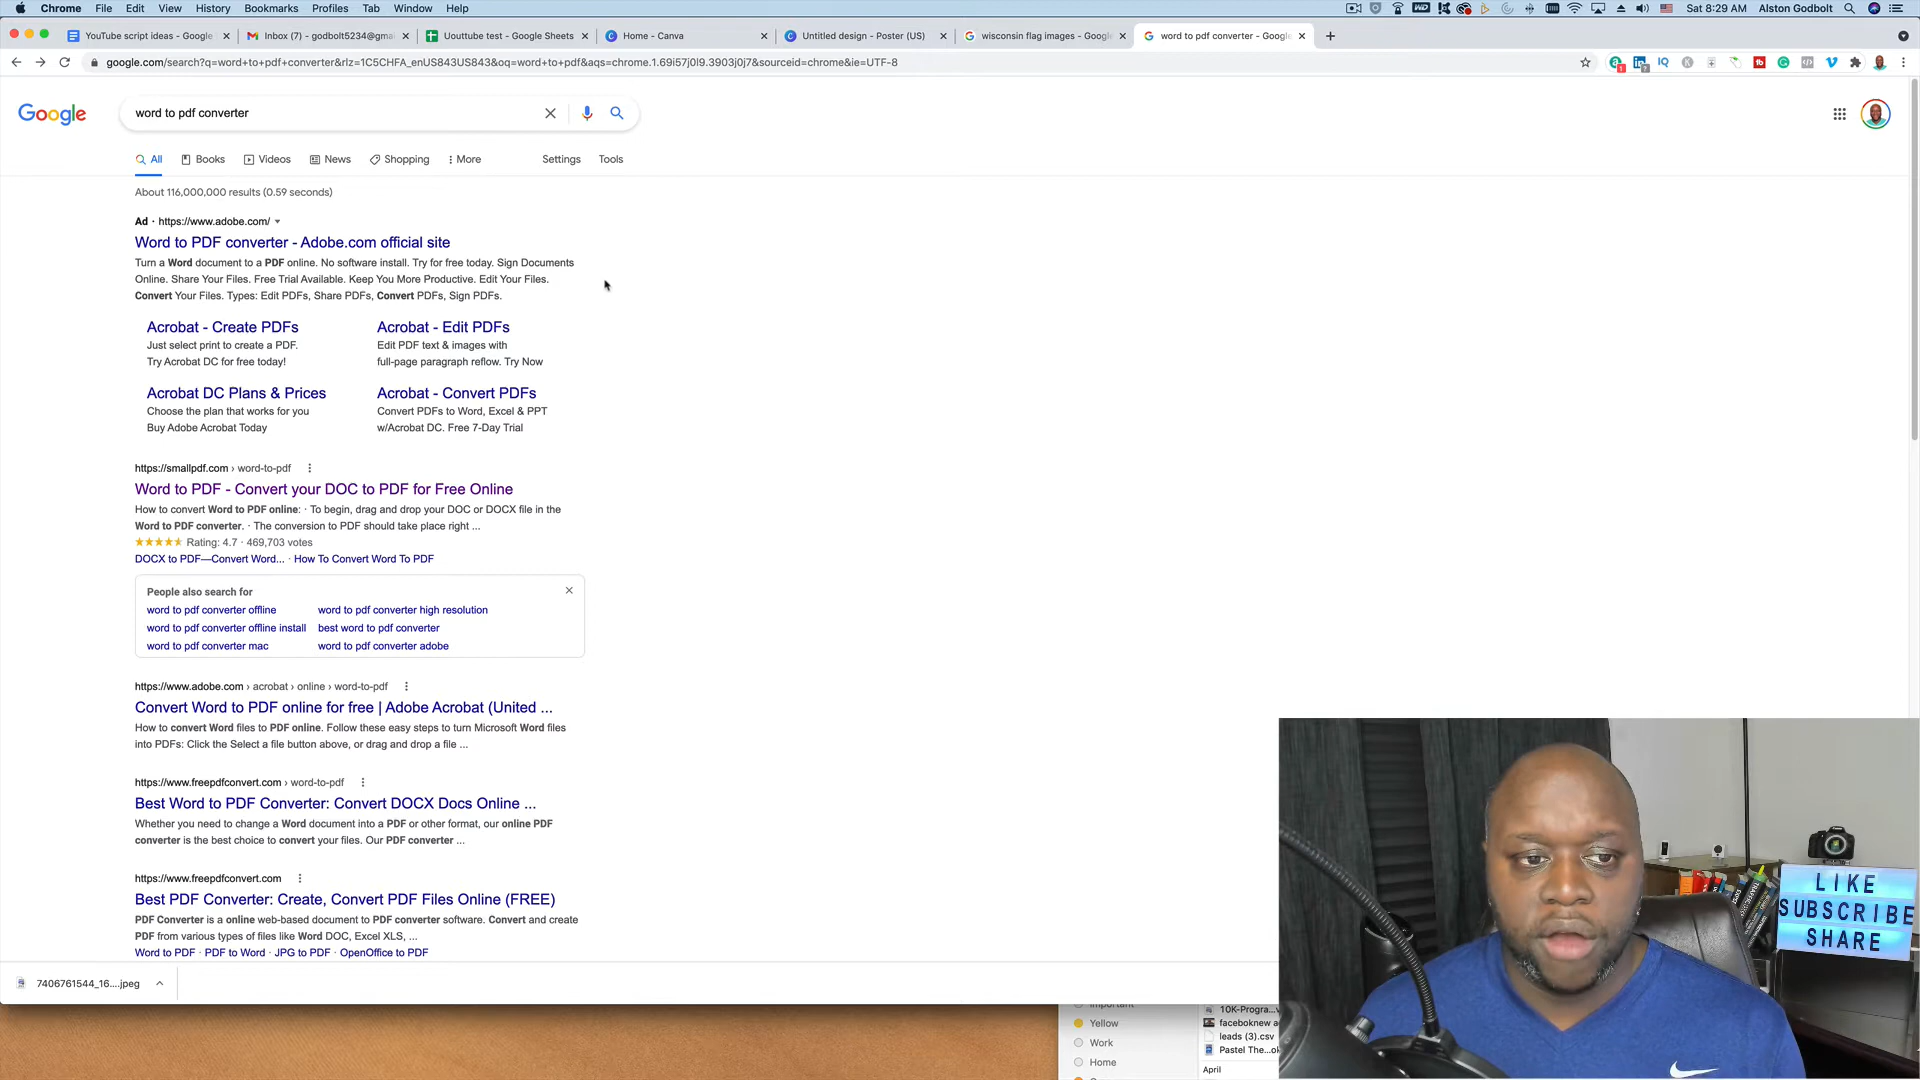 Chrome File Edit View History Bookmarks Profiles Tab Window Help
Sat 8:29 AM Alston Godbolt
YouTube script ideas - Google
Inbox (7) - godbolt5234@gmai
Uouttube test - Google Sheets
Home - Canva
Untitled design - Poster (US)
wisconsin flag images - Google
word to pdf converter - Google
google.com/search?q=word+to+pdf+converter&rlz=1C5CHFA_enUS843US843&oq=word+to+pdf&aqs=chrome.1.69i57j0l9.3903j0j7&sourceid=chrome&ie=UTF-8
Google
word to pdf converter
All Books Videos News Shopping More Settings Tools
About 116,000,000 results (0.59 seconds)
Ad · https://www.adobe.com/
Word to PDF converter - Adobe.com official site
Turn a Word document to a PDF online. No software install. Try for free today. Sign Documents
Online. Share Your Files. Free Trial Available. Keep You More Productive. Edit Your Files.
Convert Your Files. Types: Edit PDFs, Share PDFs, Convert PDFs, Sign PDFs.
Acrobat - Create PDFs
Just select print to create a PDF.
Try Acrobat DC for free today!
Acrobat - Edit PDFs
Edit PDF text & images with
full-page paragraph reflow. Try Now
Acrobat DC Plans & Prices
Choose the plan that works for you
Buy Adobe Acrobat Today
Acrobat - Convert PDFs
Convert PDFs to Word, Excel & PPT
w/Acrobat DC. Free 7-Day Trial
https://smallpdf.com › word-to-pdf
Word to PDF - Convert your DOC to PDF for Free Online
How to convert Word to PDF online: · To begin, drag and drop your DOC or DOCX file in the
Word to PDF converter. · The conversion to PDF should take place right ...
Rating: 4.7 · 469,703 votes
DOCX to PDF—Convert Word... · How To Convert Word To PDF
People also search for
word to pdf converter offline
word to pdf converter high resolution
word to pdf converter offline install
best word to pdf converter
word to pdf converter mac
word to pdf converter adobe
https://www.adobe.com › acrobat › online › word-to-pdf
Convert Word to PDF online for free | Adobe Acrobat (United ...
How to convert Word files to PDF online. Follow these easy steps to turn Microsoft Word files
into PDFs: Click the Select a file button above, or drag and drop a file ...
https://www.freepdfconvert.com › word-to-pdf
Best Word to PDF Converter: Convert DOCX Docs Online ...
Whether you need to change a Word document into a PDF or other format, our online PDF
converter is the best choice to convert your files. Our PDF converter ...
https://www.freepdfconvert.com
Best PDF Converter: Create, Convert PDF Files Online (FREE)
PDF Converter is a online web-based document to PDF converter software. Convert and create
PDF from various types of files like Word DOC, Excel XLS, ...
Word to PDF · PDF to Word · JPG to PDF · OpenOffice to PDF
7406761544_16....jpeg
Important
Yellow
Work
Home
10K-Progra...
faceboknew a
leads (3).csv
Pastel The...
April
LIKE
SUBSCRIBE
SHARE